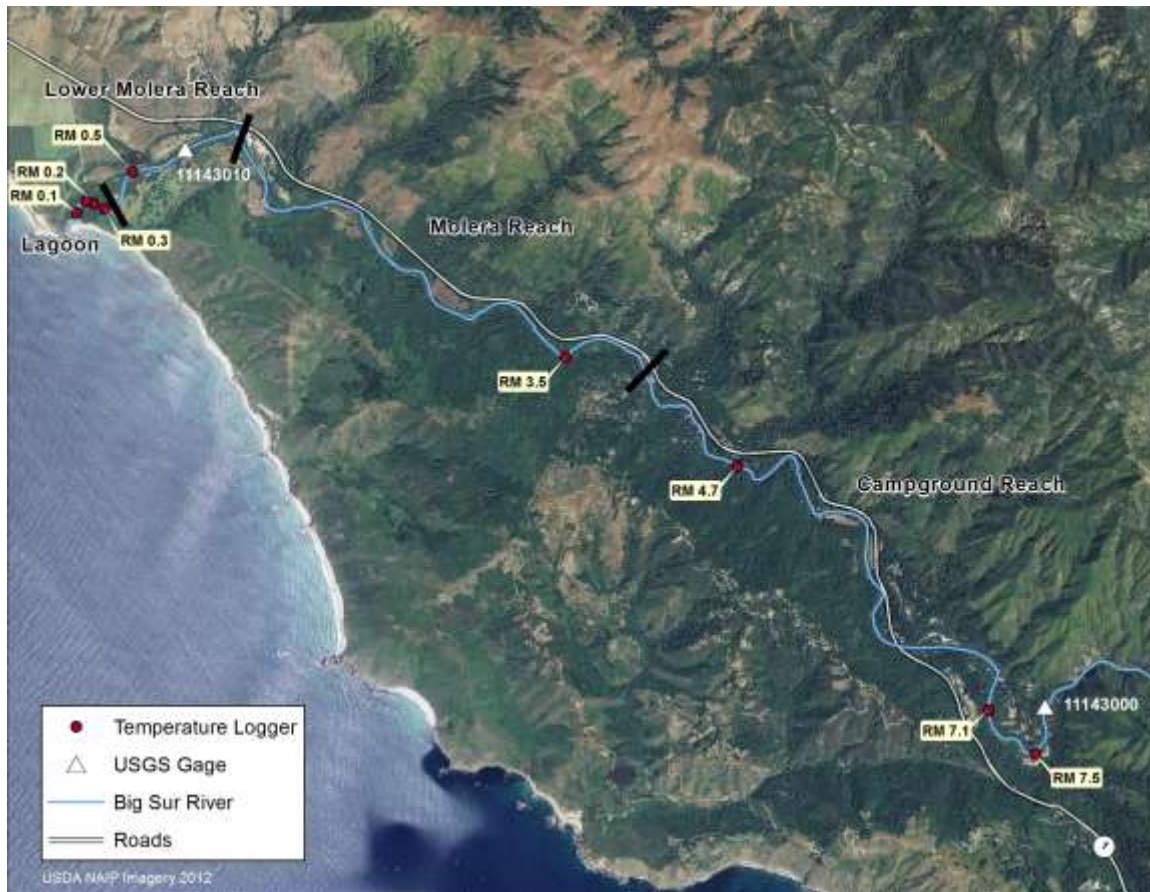 Lower Molera Reach
RM 0.5
11143010
RM 0.2
RM 0.1
RM 0.3
Lagoon
Molera Reach
RM 3.5
RM 4.7
Campground Reach
11143000
RM 7.1
RM 7.5
Temperature Logger
USGS Gage
Big Sur River
Roads
USDA NAIP Imagery 2012